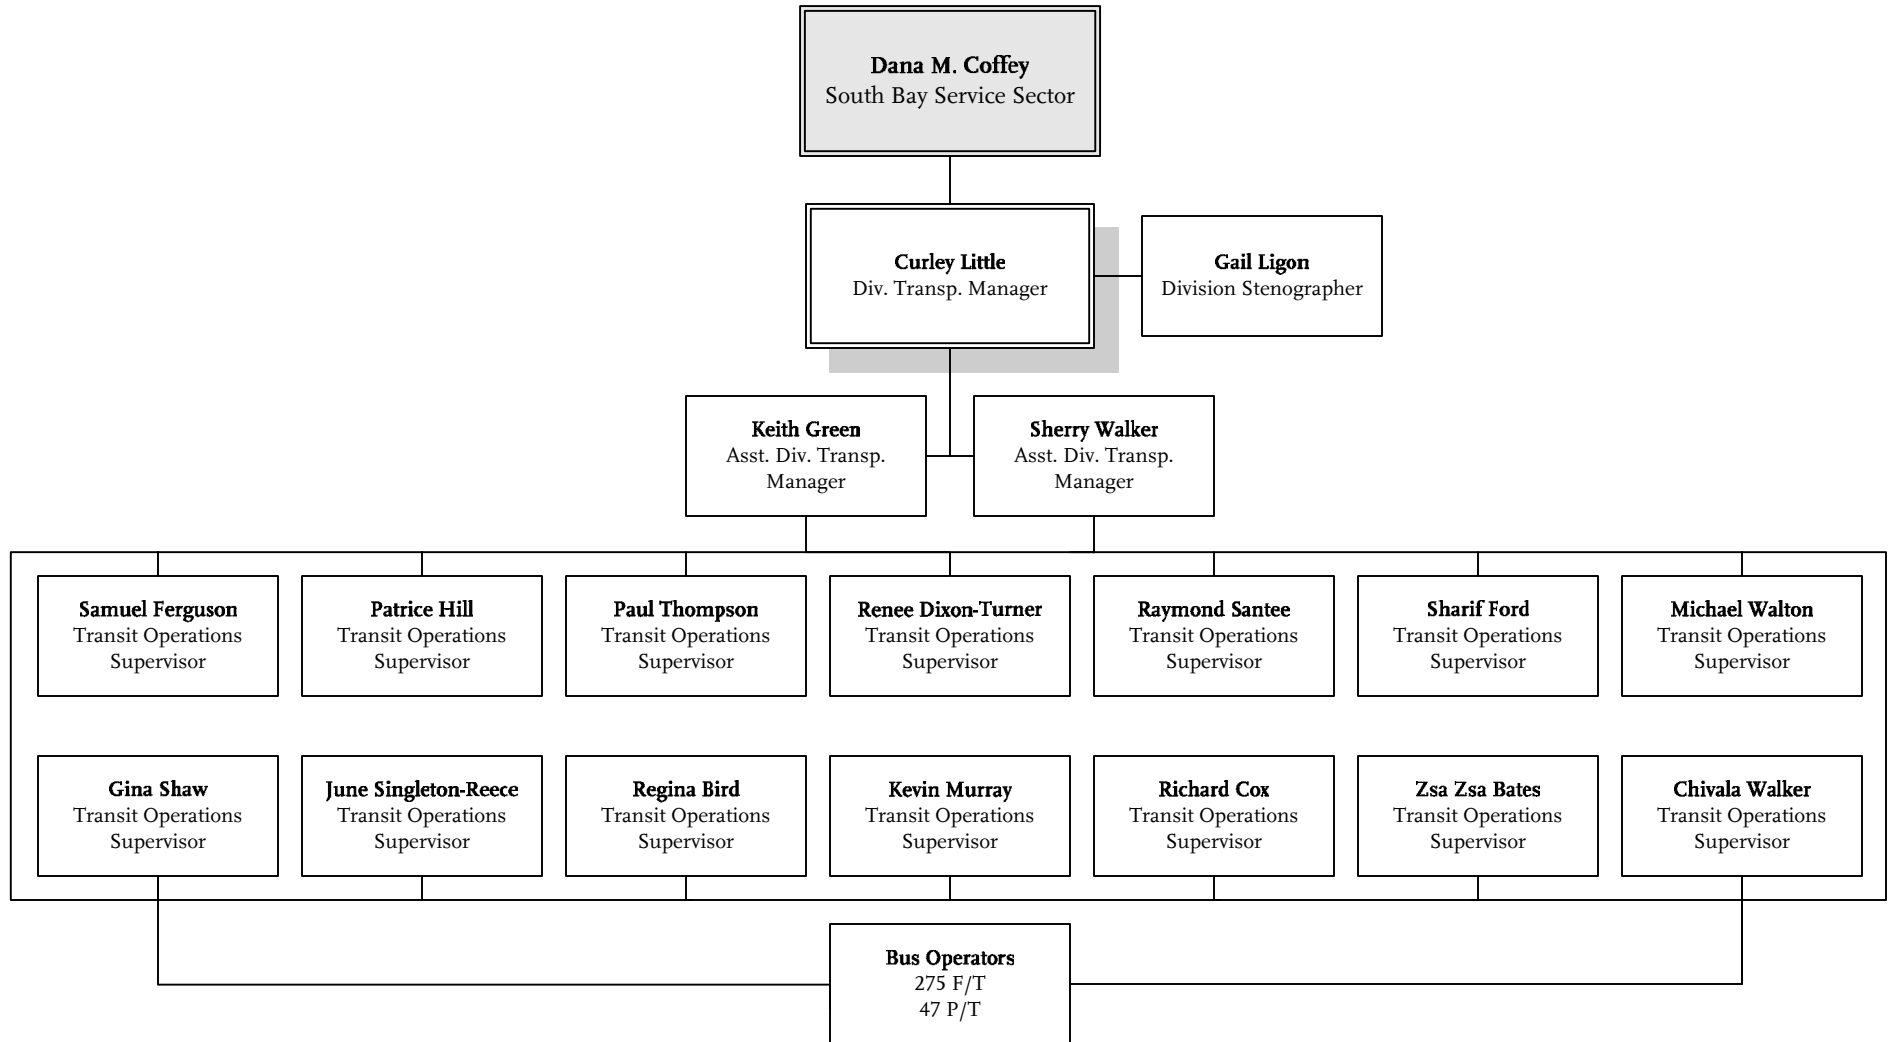 Dana M. Coffey
South Bay Service Sector
Curley Little
Div. Transp. Manager
Gail Ligon
Division Stenographer
Keith Green
Asst. Div. Transp.
Manager
Sherry Walker
Asst. Div. Transp.
Manager
Samuel Ferguson
Transit Operations
Supervisor
Patrice Hill
Transit Operations
Supervisor
Paul Thompson
Transit Operations
Supervisor
Renee Dixon-Turner
Transit Operations
Supervisor
Raymond Santee
Transit Operations
Supervisor
Sharif Ford
Transit Operations
Supervisor
Michael Walton
Transit Operations
Supervisor
Gina Shaw
Transit Operations
Supervisor
June Singleton-Reece
Transit Operations
Supervisor
Regina Bird
Transit Operations
Supervisor
Kevin Murray
Transit Operations
Supervisor
Richard Cox
Transit Operations
Supervisor
Zsa Zsa Bates
Transit Operations
Supervisor
Chivala Walker
Transit Operations
Supervisor
Bus Operators
275 F/T
47 P/T